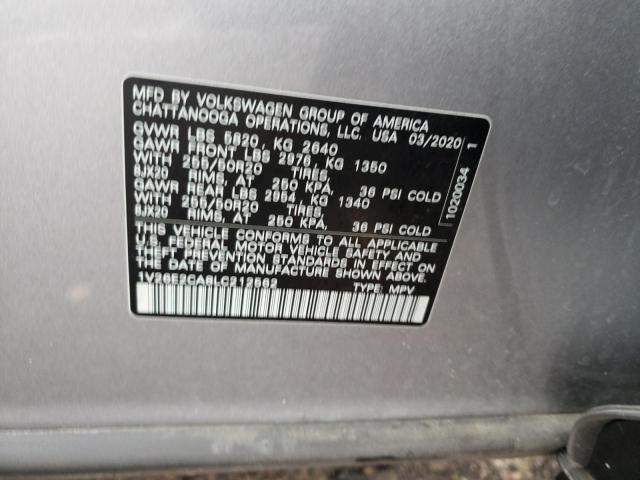 MFD BY VOLKSWAGEN GROUP OF AMERICA
CHATTANOOGA OPERATIONS, LLC. USA 03/2020
GVWR LBS 5820, KG 2640
GAWR FRONT LBS 2976, KG 1350
WITH 255/50R20 TIRES,
8JX20 RIMS, AT 250 KPA, 36 PSI COLD
GAWR REAR LBS 2954, KG 1340
WITH 255/50R20 TIRES,
8JX20 RIMS, AT 250 KPA, 36 PSI COLD
THIS VEHICLE CONFORMS TO ALL APPLICABLE
U.S. FEDERAL MOTOR VEHICLE SAFETY AND
THEFT PREVENTION STANDARDS IN EFFECT ON
THE DATE OF MANUFACTURE SHOWN ABOVE.
1V26E2CA6LC212662
TYPE: MPV
1020034 1